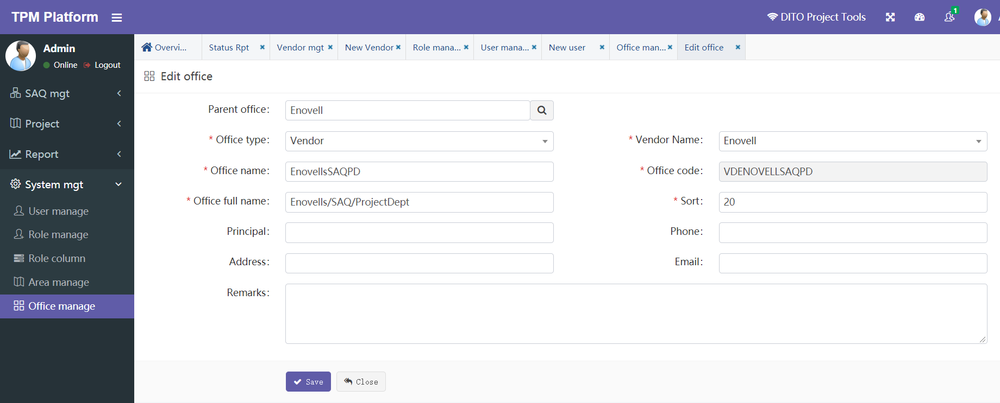 TPM Platform
DITO Project Tools
1
Admin
Online
Logout
SAQ mgt
Project
Report
System mgt
User manage
Role manage
Role column
Area manage
Office manage
Overvi...
Status Rpt
Vendor mgt
New Vendor
Role mana...
User mana...
New user
Office man...
Edit office
Edit office
Parent office:
Enovell
* Office type:
Vendor
* Vendor Name:
Enovell
* Office name:
EnovellsSAQPD
* Office code:
VDENOVELLSAQPD
* Office full name:
Enovells/SAQ/ProjectDept
* Sort:
20
Principal:
Phone:
Address:
Email:
Remarks:
Save
Close